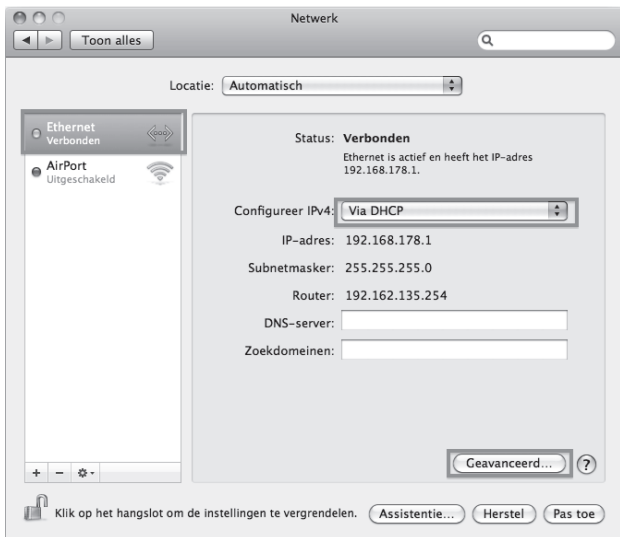 Netwerk
Toon alles
Locatie: Automatisch
Ethernet
Verbonden
AirPort
Uitgeschakeld
Status: Verbonden
Ethernet is actief en heeft het IP-adres
192.168.178.1.
Configureer IPv4: Via DHCP
IP-adres: 192.168.178.1
Subnetmasker: 255.255.255.0
Router: 192.162.135.254
DNS-server:
Zoekdomeinen:
Geavanceerd... ?
+ −
Klik op het hangslot om de instellingen te vergrendelen. Assistentie... Herstel Pas toe